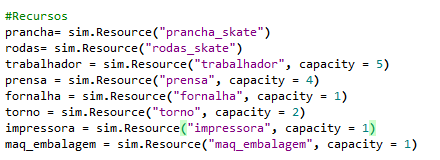 #Recursos
prancha= sim.Resource("prancha_skate")
rodas= sim.Resource("rodas_skate")
trabalhador = sim.Resource("trabalhador", capacity = 5)
prensa = sim.Resource("prensa", capacity = 4)
fornalha = sim.Resource("fornalha", capacity = 1)
torno = sim.Resource("torno", capacity = 2)
impressora = sim.Resource("impressora", capacity = 1)
maq_embalagem = sim.Resource("maq_embalagem", capacity = 1)